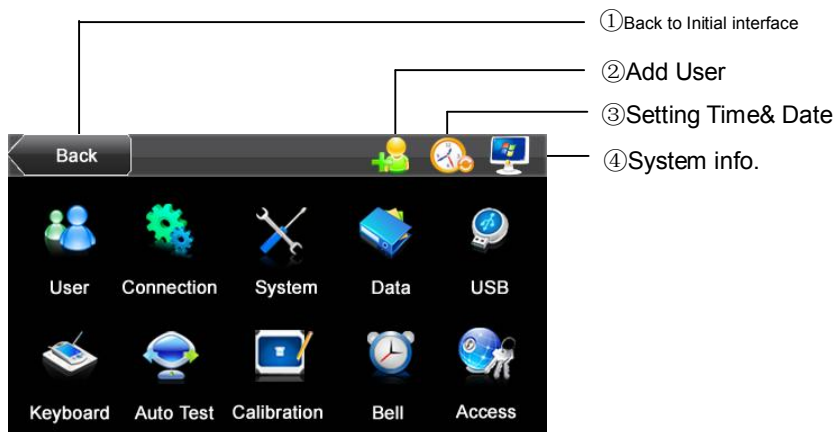 ①Back to Initial interface
②Add User
③Setting Time& Date
④System info.
Back
User Connection System Data USB
Keyboard Auto Test Calibration Bell Access